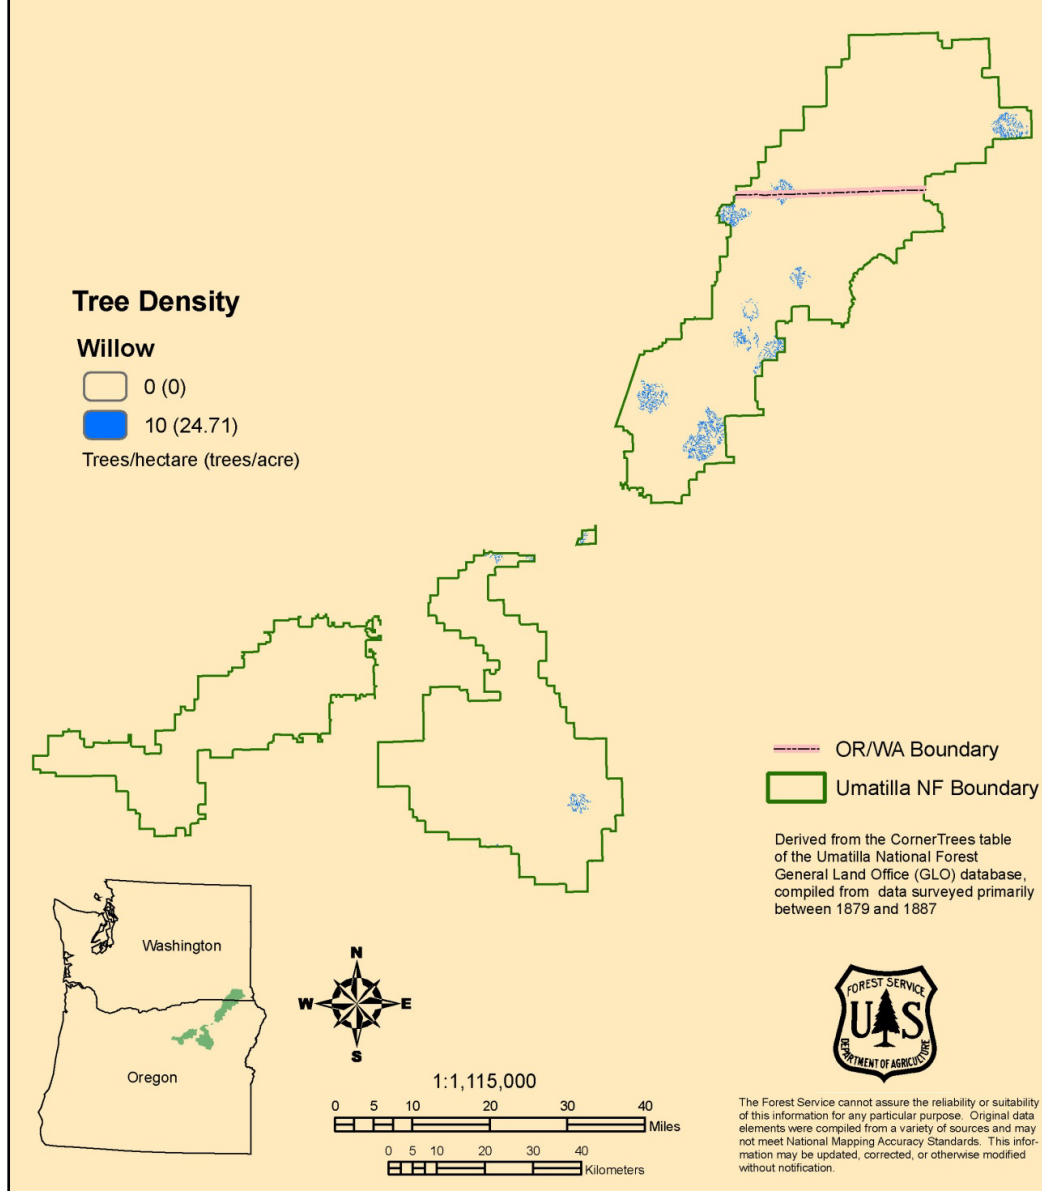 Tree Density
Willow
0 (0)
10 (24.71)
Trees/hectare (trees/acre)
OR/WA Boundary
Umatilla NF Boundary
Derived from the CornerTrees table
of the Umatilla National Forest
General Land Office (GLO) database,
compiled from data surveyed primarily
between 1879 and 1887
Washington
Oregon
N
W E
S
1:1,115,000
0 5 10 20 30 40
Miles
0 5 10 20 30 40
Kilometers
FOREST SERVICE
U S
DEPARTMENT OF AGRICULTURE
The Forest Service cannot assure the reliability or suitability
of this information for any particular purpose. Original data
elements were compiled from a variety of sources and may
not meet National Mapping Accuracy Standards. This infor-
mation may be updated, corrected, or otherwise modified
without notification.